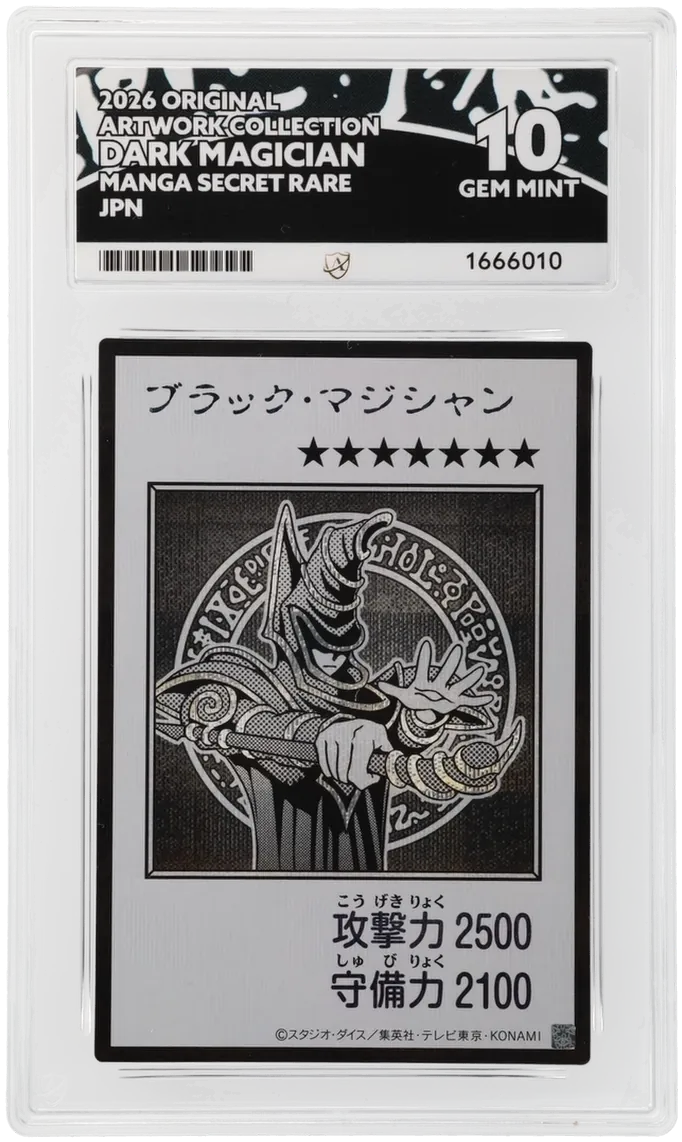 2026 ORIGINAL
ARTWORK COLLECTION
DARK MAGICIAN
MANGA SECRET RARE
JPN
10
GEM MINT
1666010
ブラック・マジシャン
★★★★★★★
こうげきりょく
攻撃力 2500
しゅびりょく
守備力 2100
©スタジオ・ダイス／集英社・テレビ東京・KONAMI